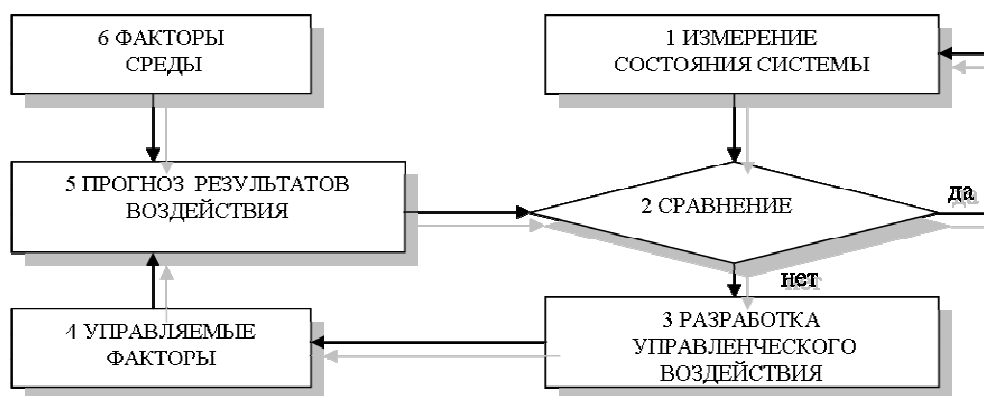 6 ФАКТОРЫ
СРЕДЫ
1 ИЗМЕРЕНИЕ
СОСТОЯНИЯ СИСТЕМЫ
5 ПРОГНОЗ РЕЗУЛЬТАТОВ
ВОЗДЕЙСТВИЯ
2 СРАВНЕНИЕ
да
нет
4 УПРАВЛЯЕМЫЕ
ФАКТОРЫ
3 РАЗРАБОТКА
УПРАВЛЕНЧЕСКОГО
ВОЗДЕЙСТВИЯ